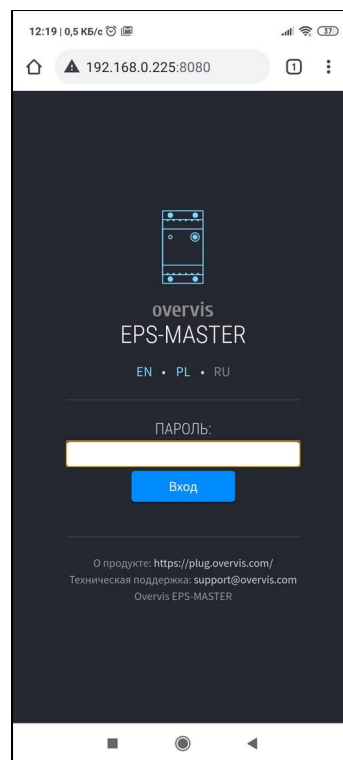 12:19 | 0,5 КБ/с
37
192.168.0.225:8080
1
overvis
EPS-MASTER
EN • PL • RU
ПАРОЛЬ:
Вход
О продукте: https://plug.overvis.com/
Техническая поддержка: support@overvis.com
Overvis EPS-MASTER